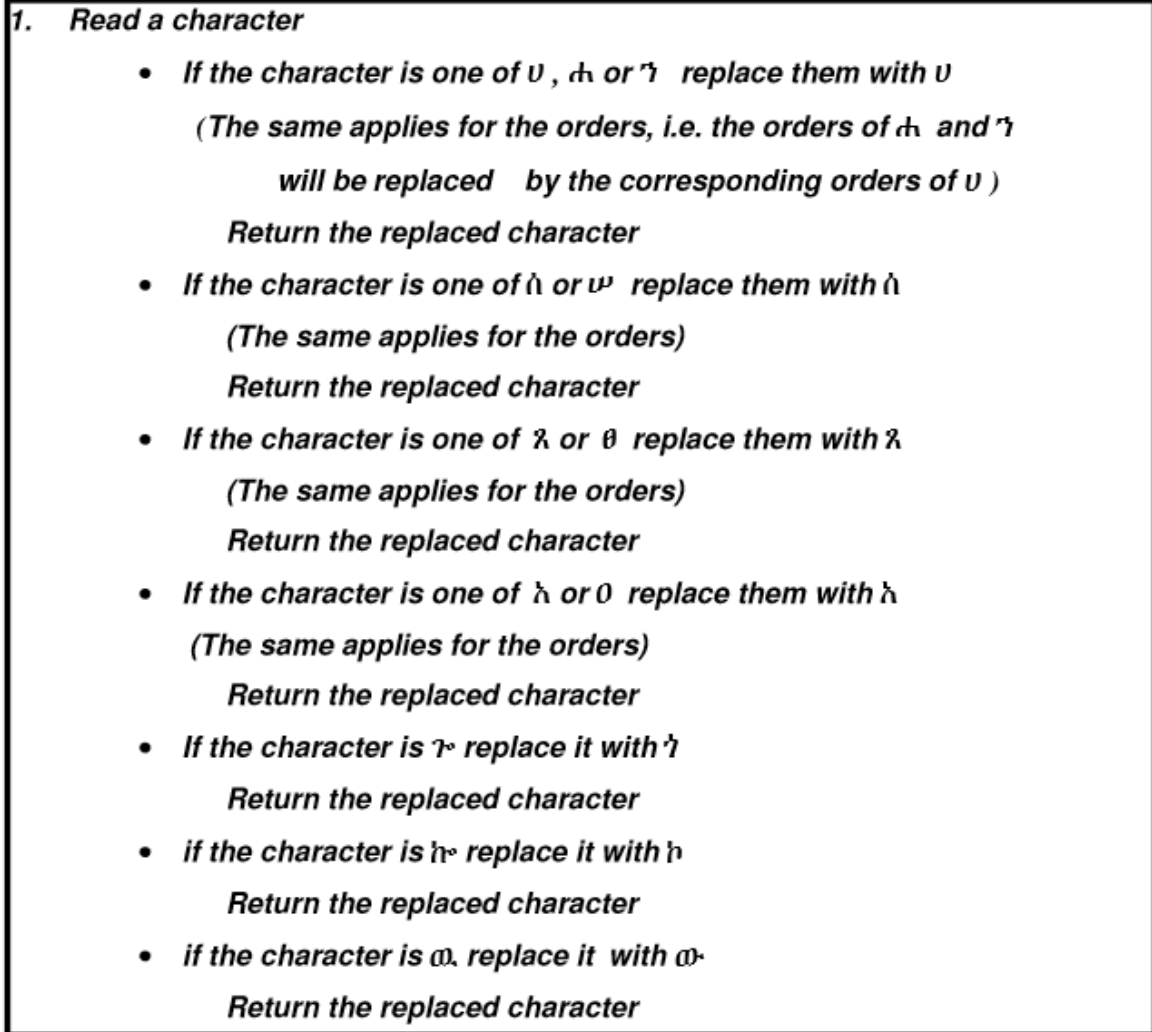 1. Read a character
• If the character is one of ሀ , ሐ or ኀ replace them with ሀ
(The same applies for the orders, i.e. the orders of ሐ and ኀ
will be replaced by the corresponding orders of ሀ )
Return the replaced character
• If the character is one of ሰ or ሠ replace them with ሰ
(The same applies for the orders)
Return the replaced character
• If the character is one of ጸ or ፀ replace them with ጸ
(The same applies for the orders)
Return the replaced character
• If the character is one of አ or ዐ replace them with አ
(The same applies for the orders)
Return the replaced character
• If the character is ጐ replace it with ጎ
Return the replaced character
• if the character is ኰ replace it with ኮ
Return the replaced character
• if the character is ዉ replace it with ው
Return the replaced character